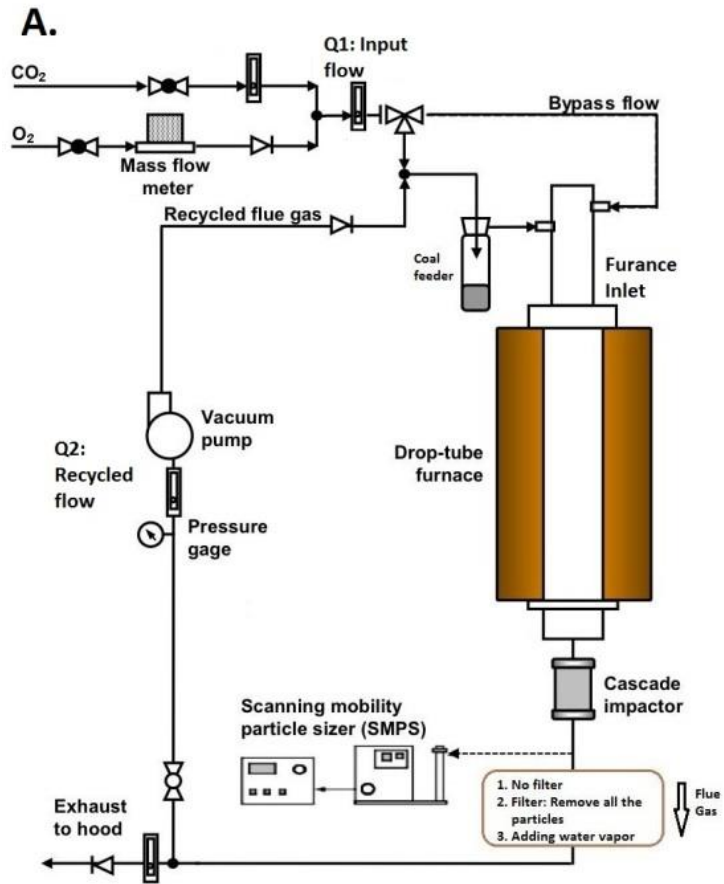 A.
Q1: Input
flow
CO2
O2
Mass flow
meter
Bypass flow
Recycled flue gas
Coal
feeder
Furance
Inlet
Vacuum
pump
Q2:
Recycled
flow
Drop-tube
furnace
Pressure
gage
Cascade
impactor
Scanning mobility
particle sizer (SMPS)
1. No filter
2. Filter: Remove all the
particles
3. Adding water vapor
Flue
Gas
Exhaust
to hood